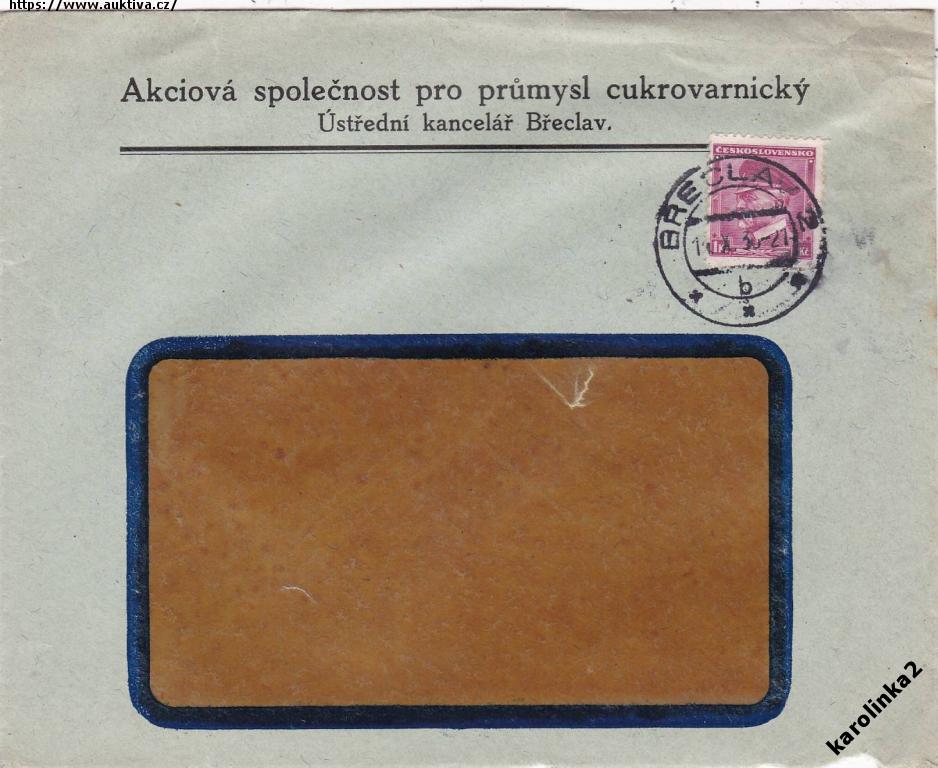 https://www.auktiva.cz/
Akciová společnost pro průmysl cukrovarnický
Ústřední kancelář Břeclav.
ČESKOSLOVENSKO
BŘECLAV 2
b
karolinka2